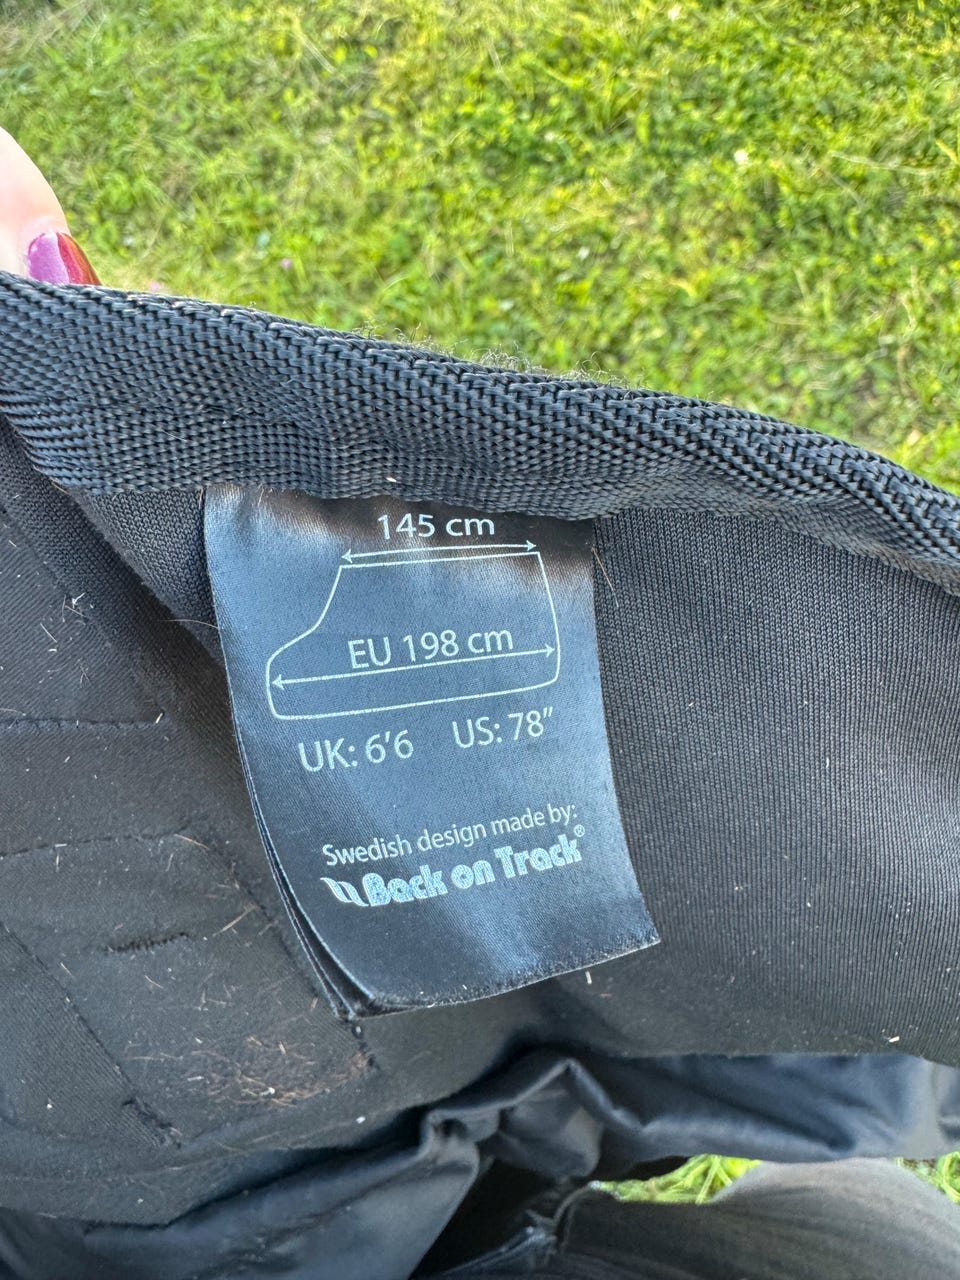 145 cm
EU 198 cm
UK: 6'6 US: 78"
Swedish design made by:
Back on Track®